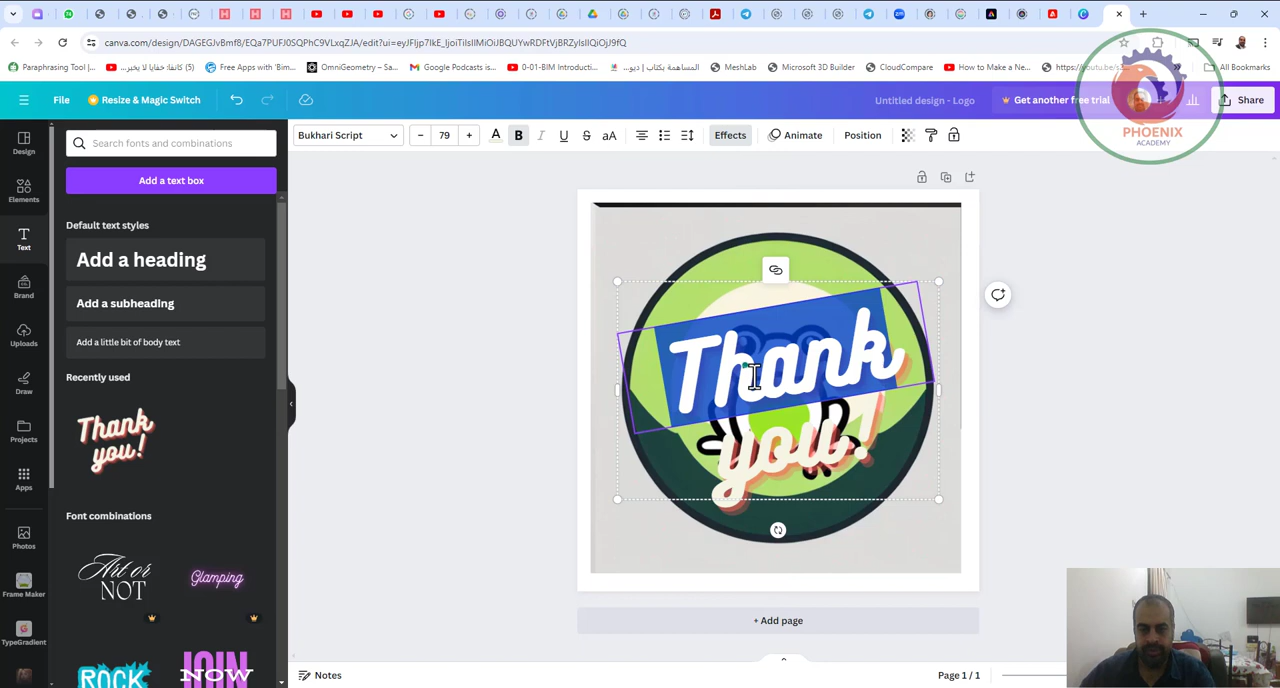 canva.com/design/DAGEGJvBmf8/EQa7PUFJ0SQPhC9VLxqZJA/edit?ui=eyJFIjp7IkE_IjoiTiIsIlMiOiJBQUYwRDFtVjBRZyIsIlQiOjJ9fQ
Paraphrasing Tool |...
Free Apps with 'Bim...
OmniGeometry – Sa...
0-01-BIM Introducti...
MeshLab
Microsoft 3D Builder
CloudCompare
How to Make a Ne...
All Bookmarks
File
Resize & Magic Switch
Untitled design - Logo
Get another free trial
Share
PHOENIX
ACADEMY
Design
Elements
Text
Brand
Uploads
Draw
Projects
Apps
Photos
Frame Maker
TypeGradient
Search fonts and combinations
Add a text box
Default text styles
Add a heading
Add a subheading
Add a little bit of body text
Recently used
Thank
you!
Font combinations
Art or
NOT
Glamping
ROCK
JOIN
NOW
Bukhari Script
79
A
B
I
U
S
aA
Effects
Animate
Position
Thank
you!
+ Add page
Notes
Page 1 / 1